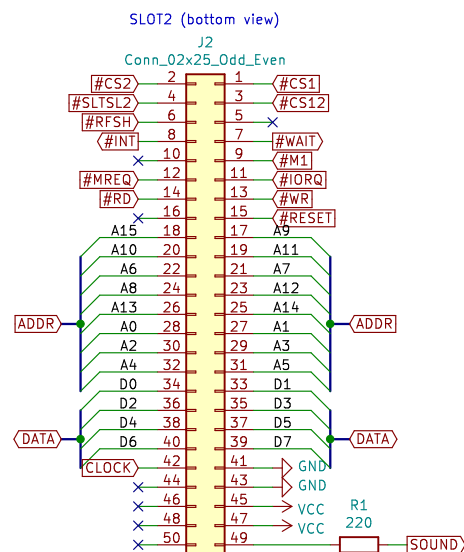 SLOT2 (bottom view)
J2
Conn_02x25_Odd_Even
#CS2 2 1 #CS1
#SLTSL2 4 3 #CS12
#RFSH 6 5
#INT 8 7 #WAIT
10 9 #M1
#MREQ 12 11 #IORQ
#RD 14 13 #WR
16 15 #RESET
A15 18 17 A9
A10 20 19 A11
A6 22 21 A7
A8 24 23 A12
A13 26 25 A14
ADDR ADDR
A0 28 27 A1
A2 30 29 A3
A4 32 31 A5
D0 34 33 D1
D2 36 35 D3
D4 38 37 D5
DATA DATA
D6 40 39 D7
CLOCK 42 41 GND
44 43 GND
46 45 VCC
48 47 VCC
R1
220
50 49 SOUND